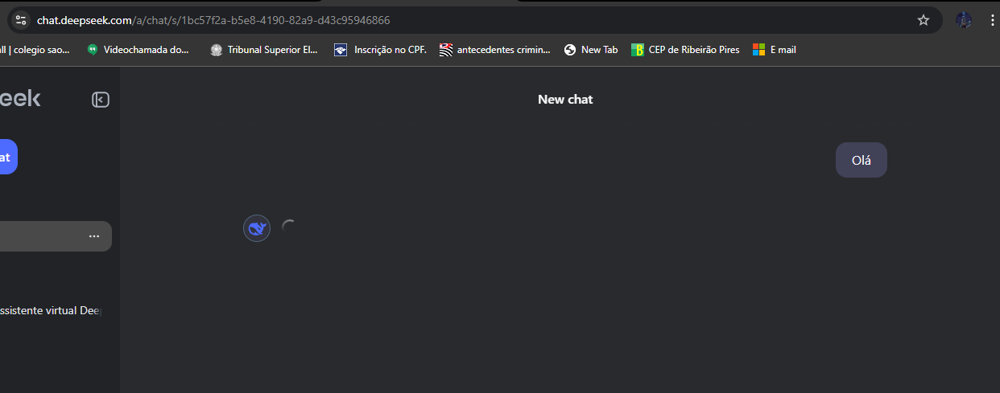 chat.deepseek.com/a/chat/s/1bc57f2a-b5e8-4190-82a9-d43c95946866
ll | colegio sao... Videochamada do... Tribunal Superior El... Inscrição no CPF. antecedentes crimin... New Tab CEP de Ribeirão Pires E mail
eek
New chat
at
Olá
...
ssistente virtual Dee